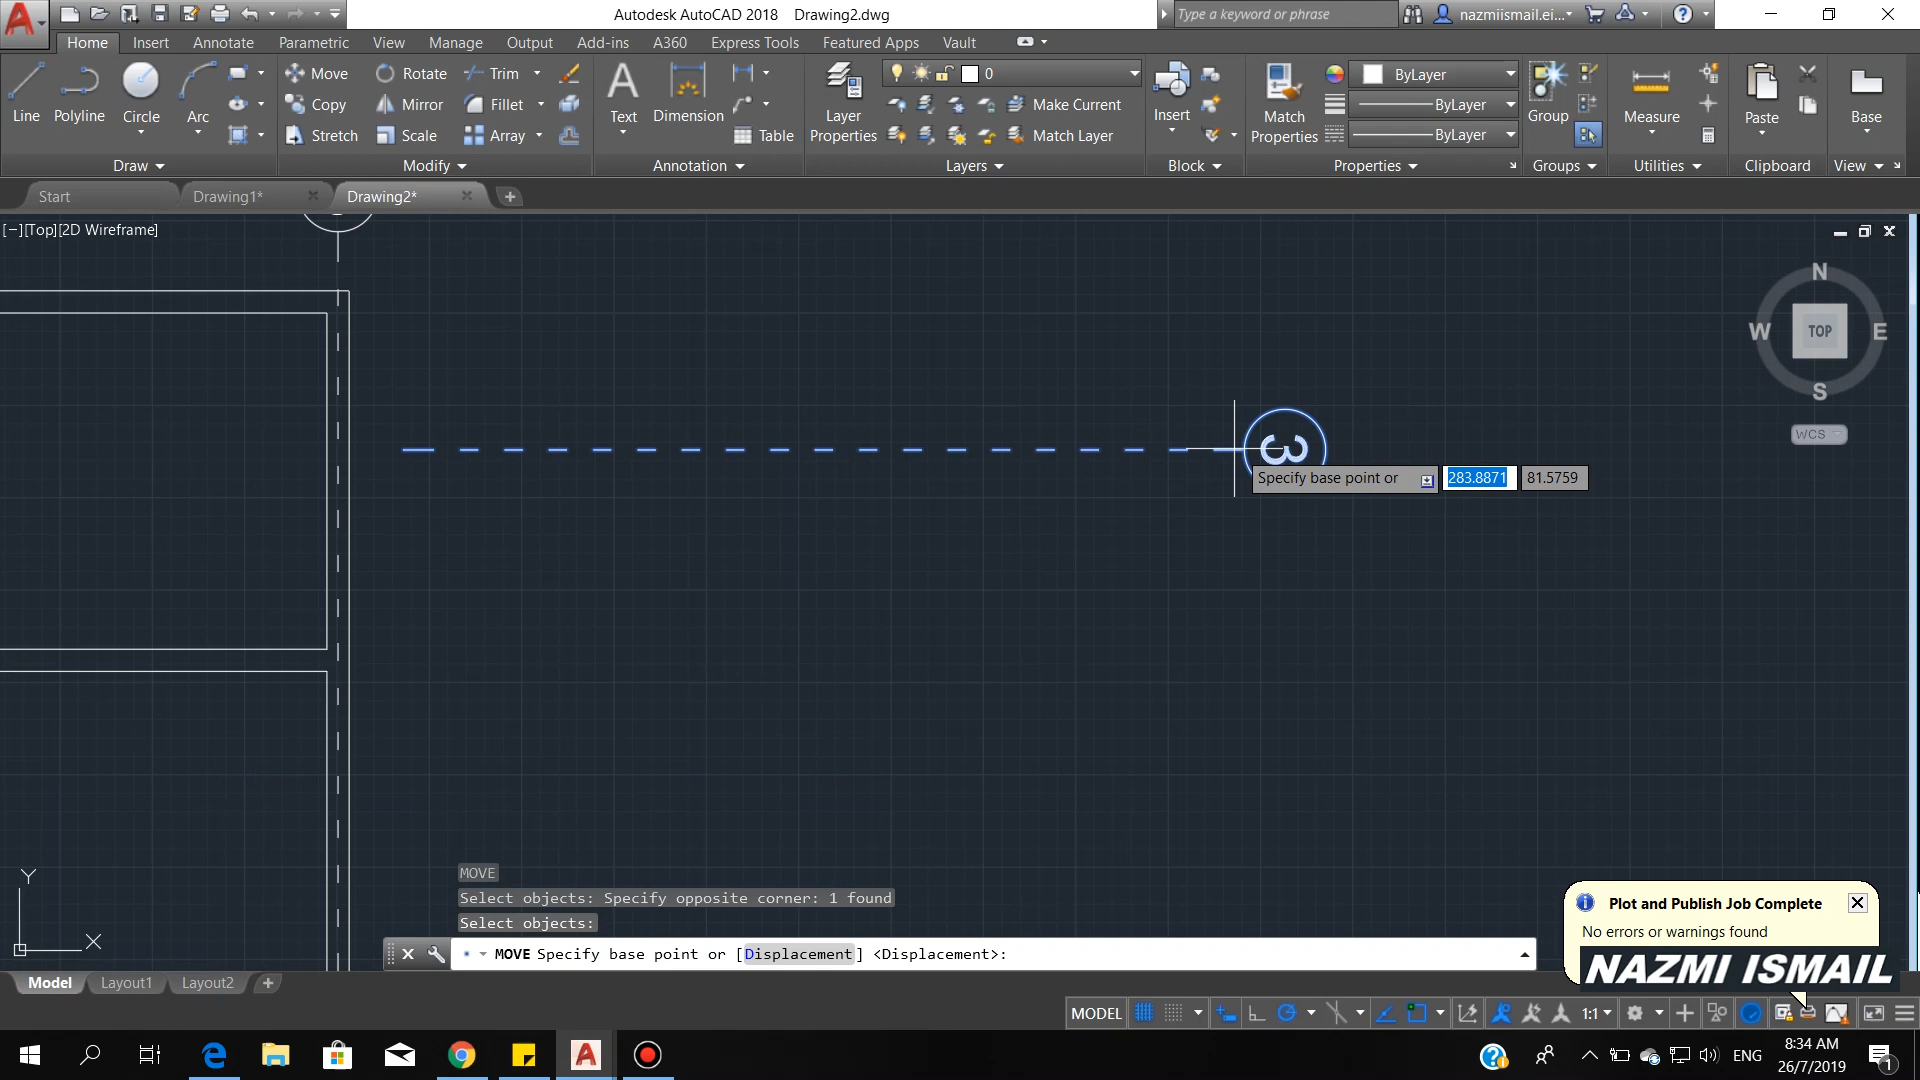 Autodesk AutoCAD 2018 Drawing2.dwg
Type a keyword or phrase
nazmiismail.ei...
Home Insert Annotate Parametric View Manage Output Add-ins A360 Express Tools Featured Apps Vault
Line Polyline Circle Arc
Move Rotate Trim
Copy Mirror Fillet
Stretch Scale Array
Text Dimension Table
Layer Properties
0
Make Current
Match Layer
Insert
Match Properties
ByLayer
ByLayer
ByLayer
Group
Measure
Paste
Base
Draw Modify Annotation Layers Block Properties Groups Utilities Clipboard View
Start Drawing1* Drawing2*
[−][Top][2D Wireframe]
N
W TOP E
S
WCS
3
Specify base point or 283.8871 81.5759
Y
X
MOVE
Select objects: Specify opposite corner: 1 found
Select objects:
MOVE Specify base point or [Displacement] <Displacement>:
Plot and Publish Job Complete
No errors or warnings found
NAZMI ISMAIL
Model Layout1 Layout2
MODEL 1:1
ENG
8:34 AM
26/7/2019
1